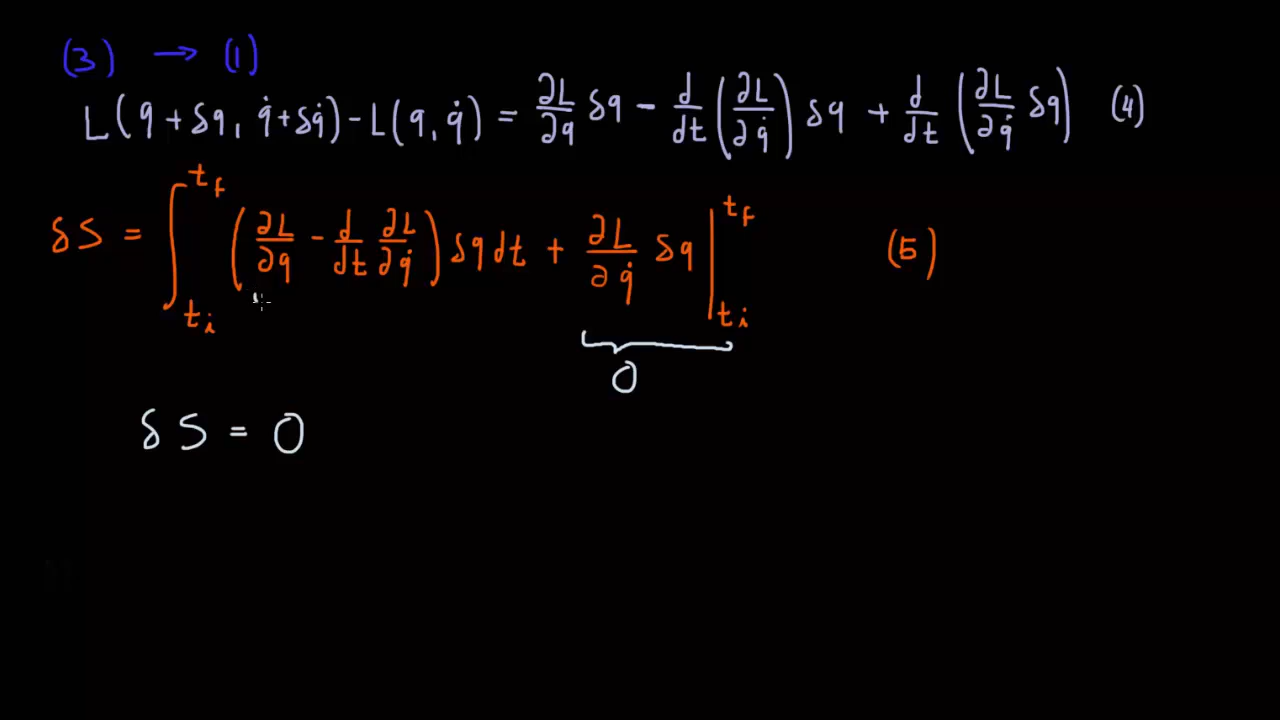 (3) → (1)
L(q + δq, q̇ + δq̇) - L(q, q̇) = ∂L/∂q δq - d/dt (∂L/∂q̇) δq + d/dt (∂L/∂q̇ δq) (4)
δS = ∫_{t_i}^{t_f} (∂L/∂q - d/dt ∂L/∂q̇) δq dt + ∂L/∂q̇ δq |_{t_i}^{t_f} (5)
0
δS = 0